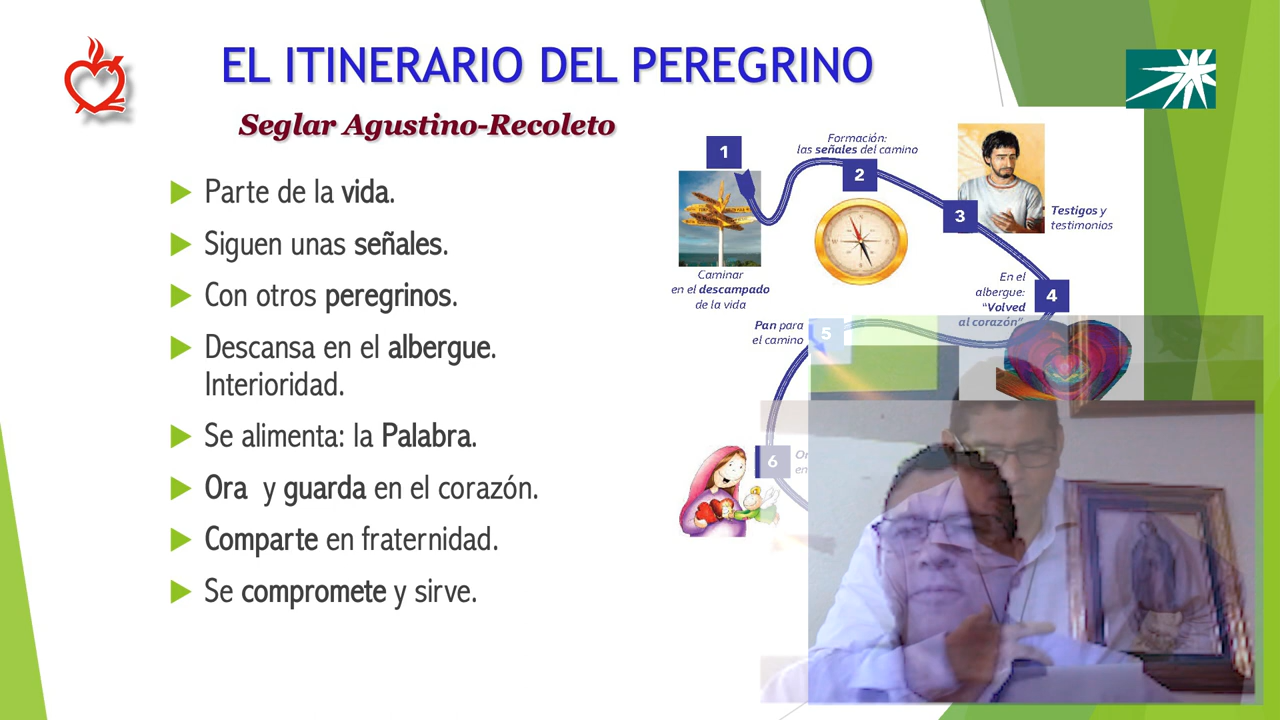 EL ITINERARIO DEL PEREGRINO
Seglar Agustino-Recoleto
Parte de la vida.
Siguen unas señales.
Con otros peregrinos.
Descansa en el albergue.
Interioridad.
Se alimenta: la Palabra.
Ora y guarda en el corazón.
Comparte en fraternidad.
Se compromete y sirve.
1
Caminar
en el descampado
de la vida
Formación:
las señales del camino
2
3
Testigos y
testimonios
En el
albergue:
“Volved
al corazón”
4
Pan para
el camino
5
6